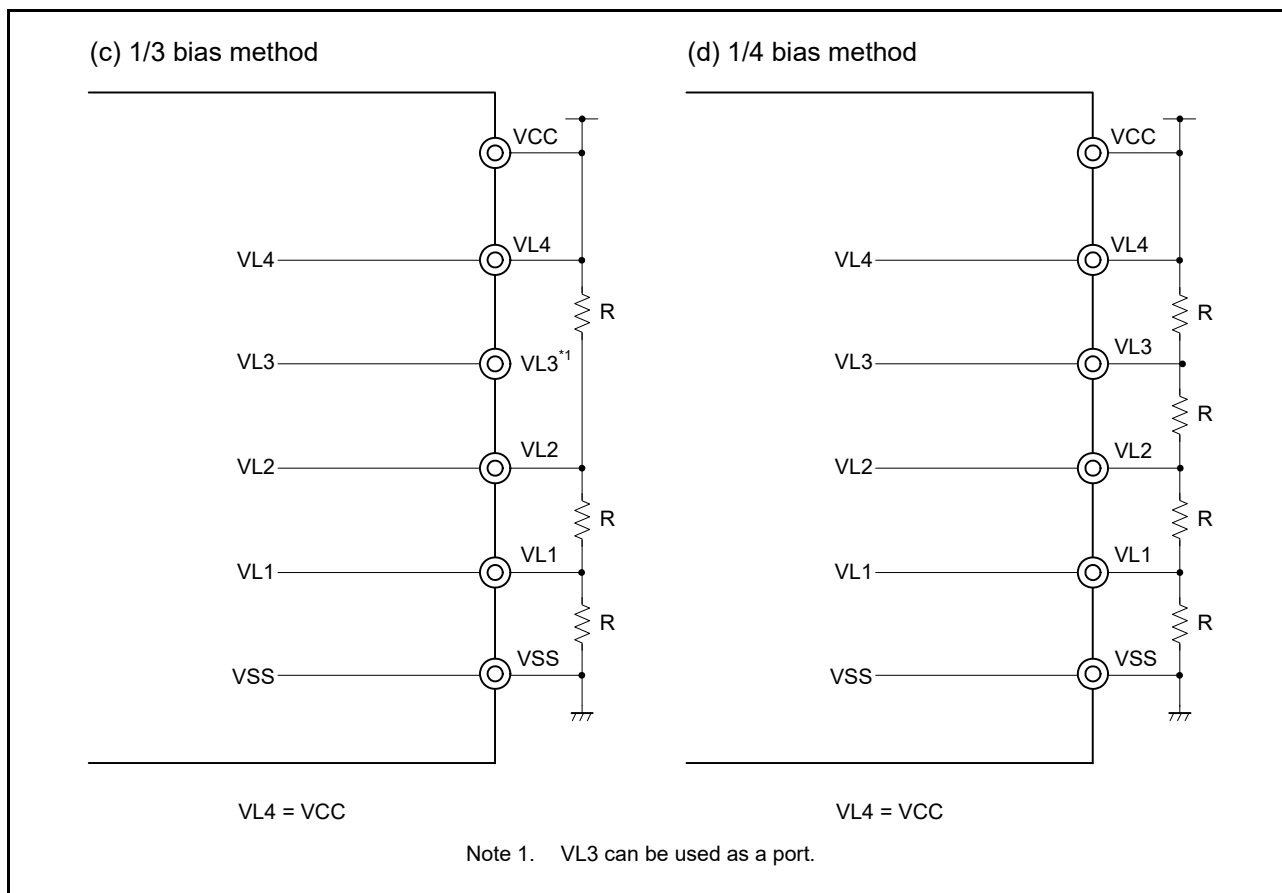 (c) 1/3 bias method
VCC
VL4 VL4
R
VL3 VL3*1
VL2 VL2
R
VL1 VL1
R
VSS VSS
VL4 = VCC
(d) 1/4 bias method
VCC
VL4 VL4
R
VL3 VL3
R
VL2 VL2
R
VL1 VL1
R
VSS VSS
VL4 = VCC
Note 1. VL3 can be used as a port.